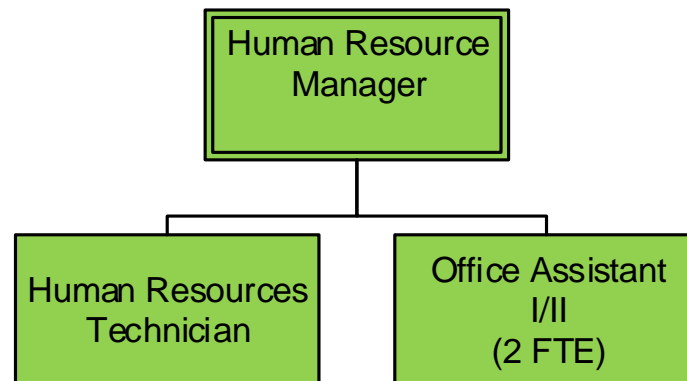 Human Resource
Manager
Human Resources
Technician
Office Assistant
I/II
(2 FTE)